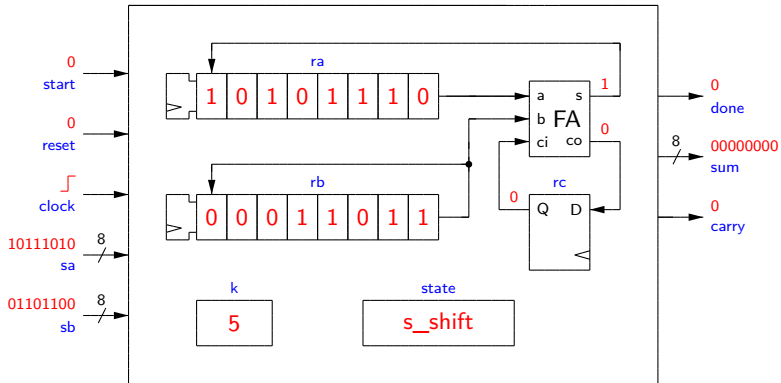 0
start
0
reset
clock
10111010
8
sa
01101100
8
sb
ra
1 0 1 0 1 1 1 0
rb
0 0 0 1 1 0 1 1
a s
b FA
ci co
1
0
rc
0
Q D
k
5
state
s_shift
0
done
8
00000000
sum
0
carry